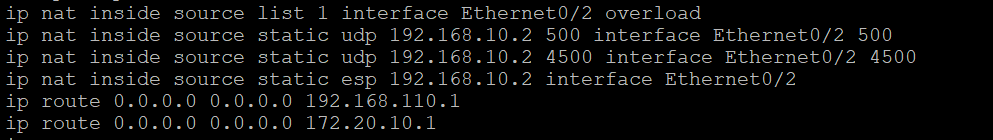 ip nat inside source list 1 interface Ethernet0/2 overload
ip nat inside source static udp 192.168.10.2 500 interface Ethernet0/2 500
ip nat inside source static udp 192.168.10.2 4500 interface Ethernet0/2 4500
ip nat inside source static esp 192.168.10.2 interface Ethernet0/2
ip route 0.0.0.0 0.0.0.0 192.168.110.1
ip route 0.0.0.0 0.0.0.0 172.20.10.1